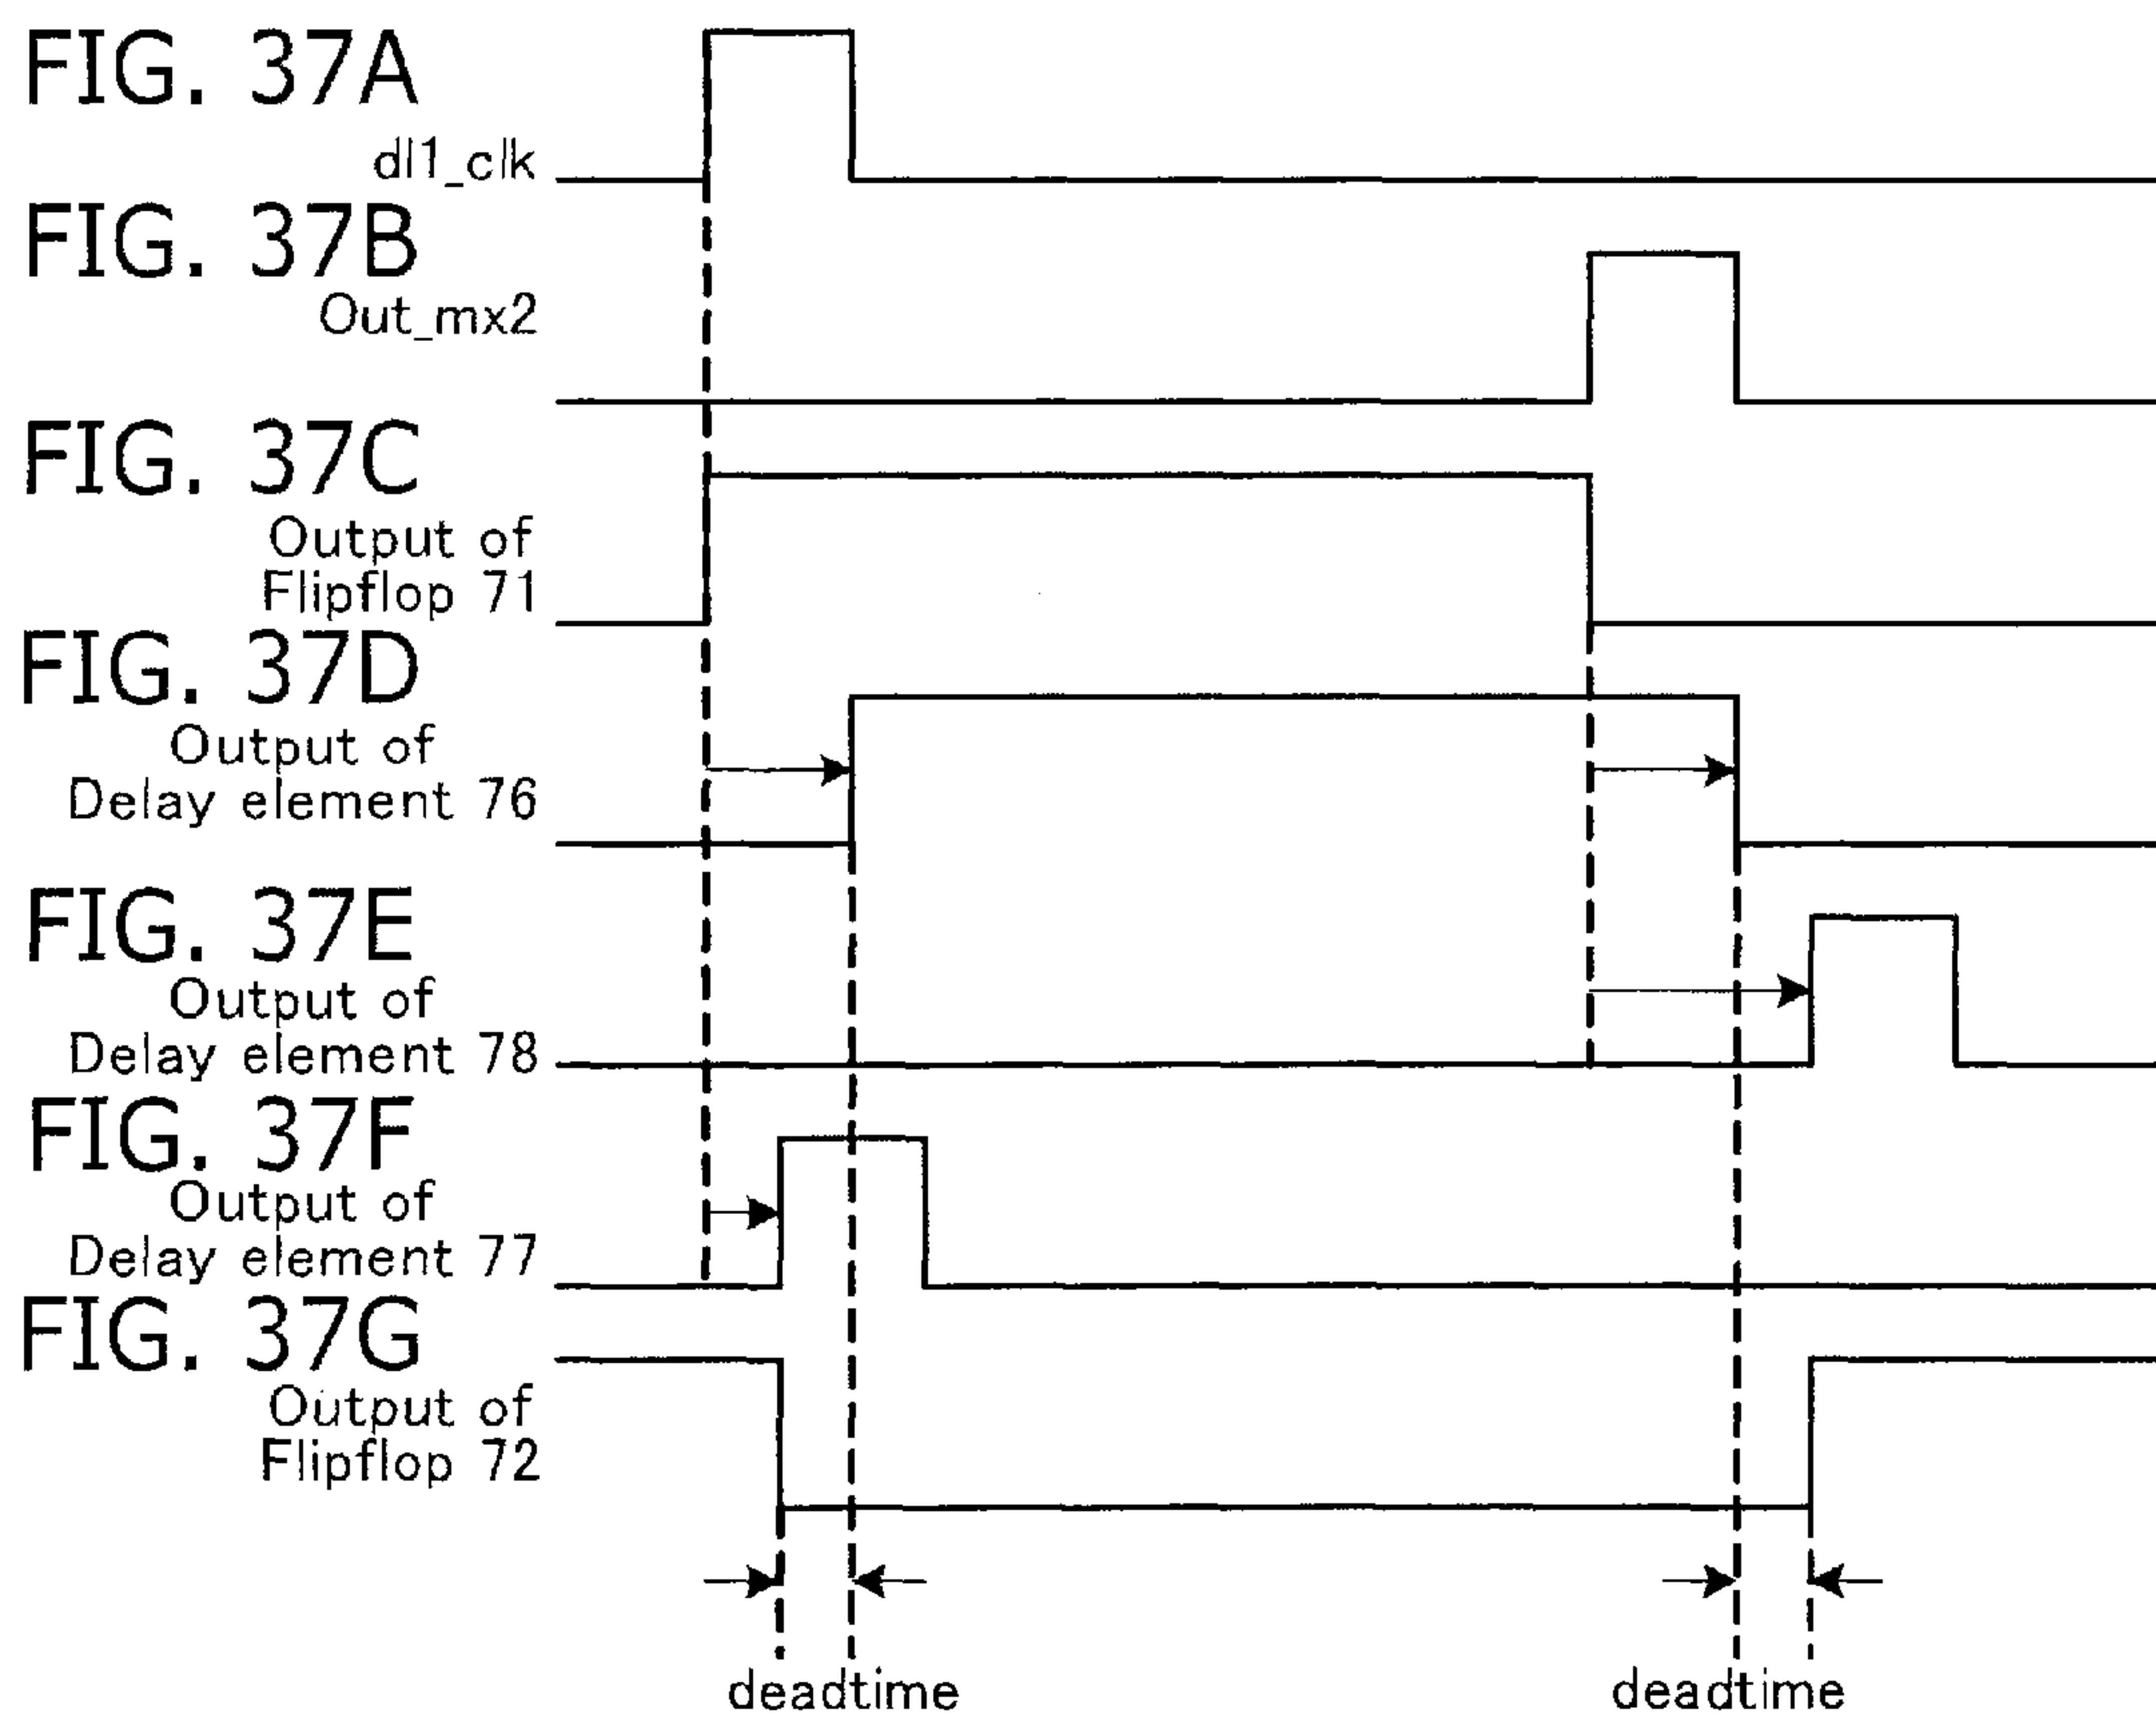 FIG. 37A
dl1_clk
FIG. 37B
Out_mx2
FIG. 37C
Output of
Flipflop 71
FIG. 37D
Output of
Delay element 76
FIG. 37E
Output of
Delay element 78
FIG. 37F
Output of
Delay element 77
FIG. 37G
Output of
Flipflop 72
deadtime deadtime